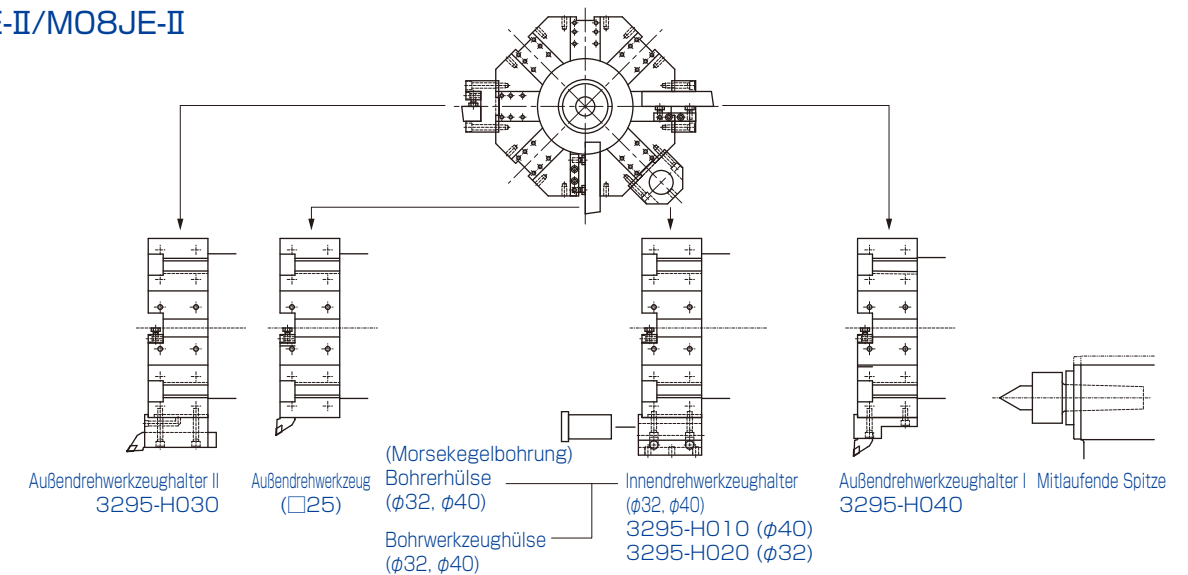 E-Ⅱ/M08JE-Ⅱ
Außendrehwerkzeughalter II
3295-H030
Außendrehwerkzeug
(□25)
(Morsekegelbohrung)
Bohrerhülse
(φ32, φ40)
Bohrwerkzeughülse
(φ32, φ40)
Innendrehwerkzeughalter
(φ32, φ40)
3295-H010 (φ40)
3295-H020 (φ32)
Außendrehwerkzeughalter I
3295-H040
Mitlaufende Spitze